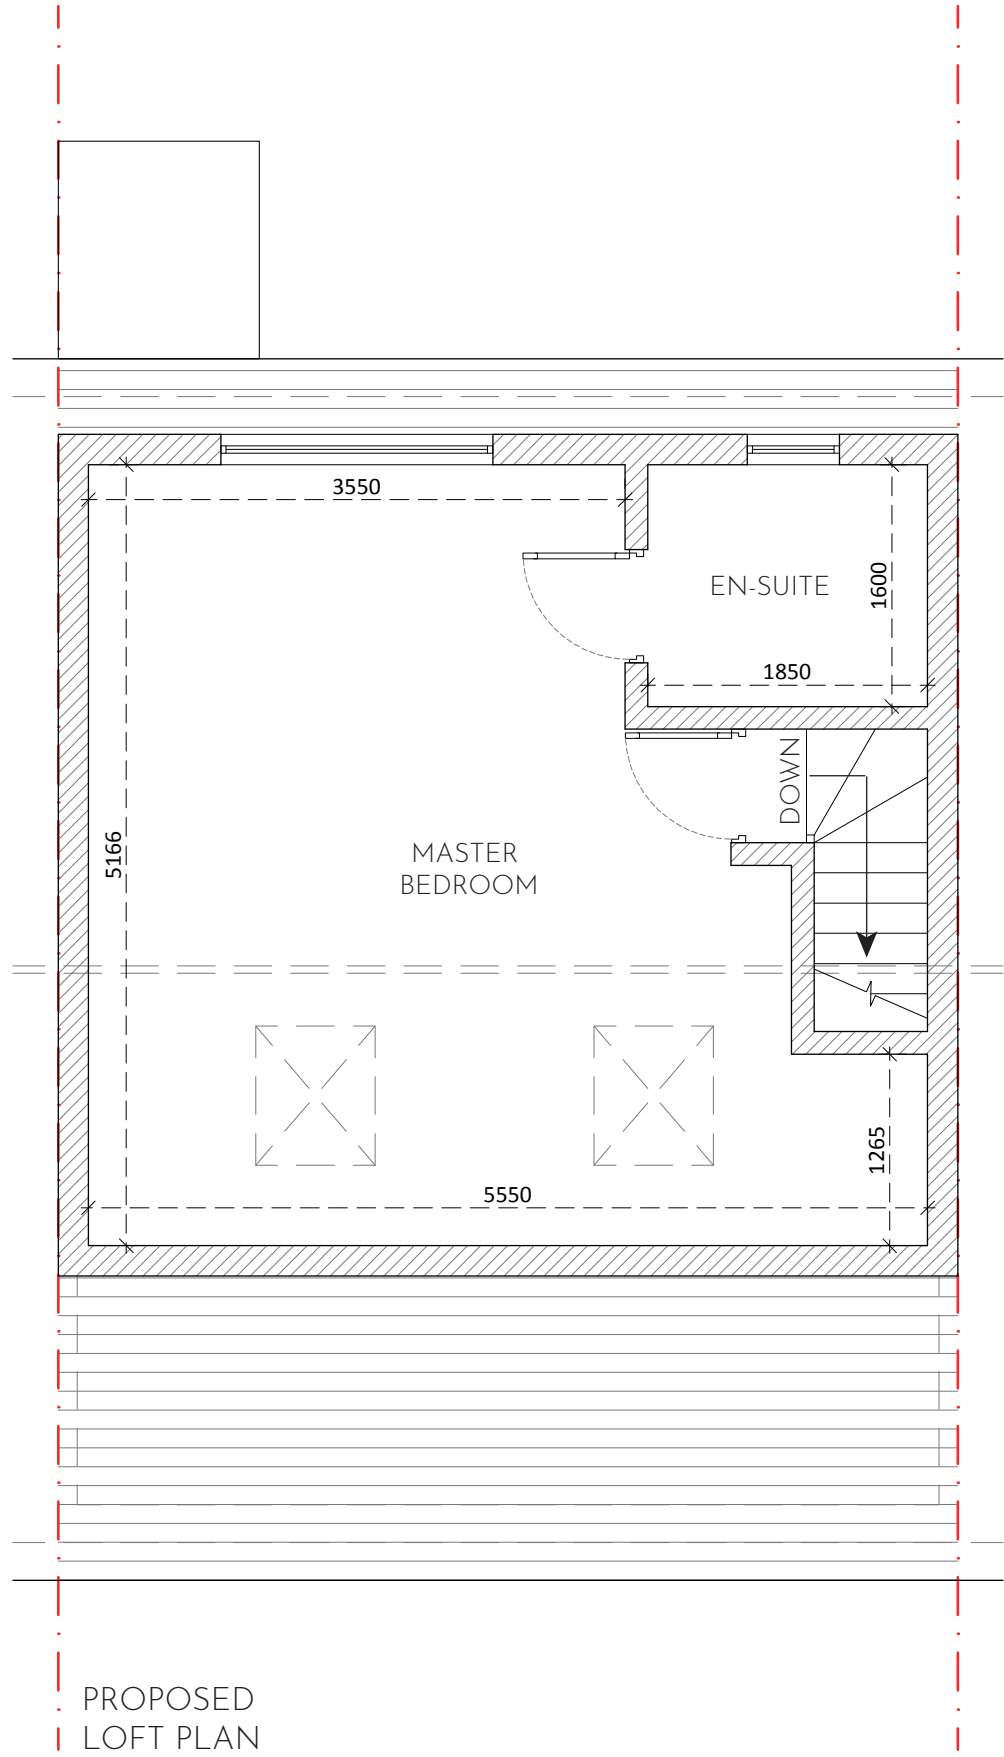 3550
EN-SUITE
1600
1850
DOWN
5166
MASTER
BEDROOM
1265
5550
PROPOSED
LOFT PLAN